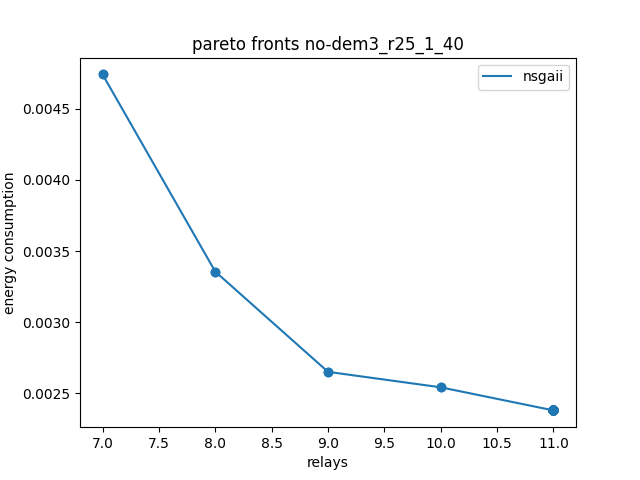 pareto fronts no-dem3_r25_1_40
nsgaii
energy consumption
0.0045
0.0040
0.0035
0.0030
0.0025
7.0 7.5 8.0 8.5 9.0 9.5 10.0 10.5 11.0
relays